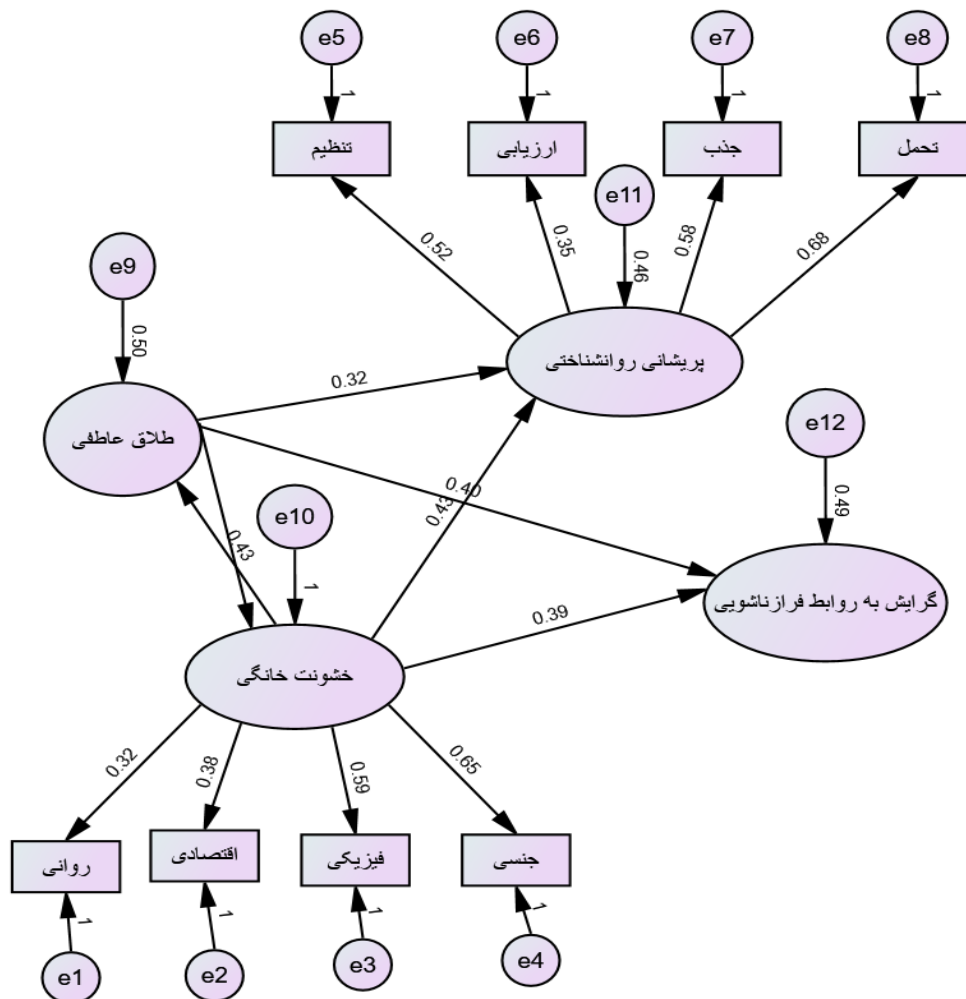 e5
e6
e7
e8
1
1
1
1
تنظیم
ارزیابی
جذب
تحمل
e11
0.52
0.35
0.46
0.58
0.68
e9
0.50
پریشانی روانشناختی
0.32
طلاق عاطفی
e12
0.40
0.43
0.49
e10
0.43
1
گرایش به روابط فرازناشویی
0.39
خشونت خانگی
0.32
0.38
0.59
0.65
روانی
اقتصادی
فیزیکی
جنسی
1
1
1
1
e1
e2
e3
e4